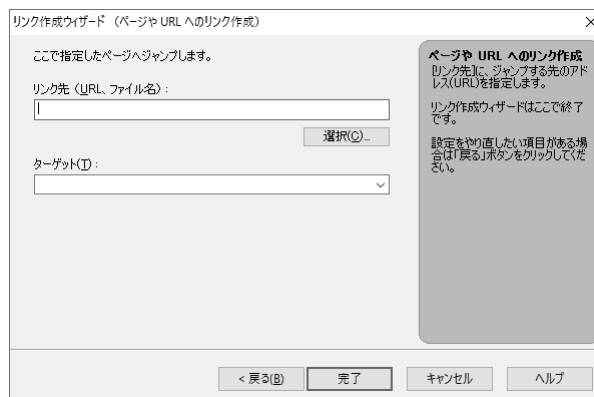 リンク作成ウィザード （ページや URL へのリンク作成）
ここで指定したページへジャンプします。
リンク先（URL、ファイル名）:
選択(C)...
ターゲット(T):
ページや URL へのリンク作成
[リンク先]に、ジャンプする先のアド
レス(URL)を指定します。
リンク作成ウィザードはここで終了
です。
設定をやり直したい項目がある場
合は「戻る」ボタンをクリックしてくだ
さい。
< 戻る(B)
完了
キャンセル
ヘルプ